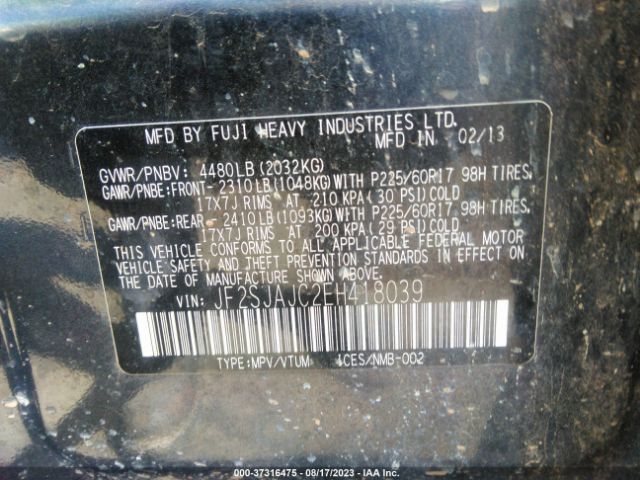 MFD BY FUJI HEAVY INDUSTRIES LTD.
MFD IN 02/13
GVWR/PNBV: 4480LB(2032KG)
GAWR/PNBE:FRONT-2310LB(1048KG)WITH P225/60R17 98H TIRES,
17X7J RIMS AT 210 KPA(30 PSI)COLD
GAWR/PNBE:REAR-2410LB(1093KG)WITH P225/60R17 98H TIRES,
17X7J RIMS AT 200 KPA(29 PSI)COLD
THIS VEHICLE CONFORMS TO ALL APPLICABLE FEDERAL MOTOR
VEHICLE SAFETY AND THEFT PREVENTION STANDARDS IN EFFECT ON
THE DATE OF MANUFACTURE SHOWN ABOVE.
VIN: JF2SJAJC2EH418039
TYPE:MPV/VTUM ICES/NMB-002
000-37316475 - 08/17/2023 - IAA Inc.